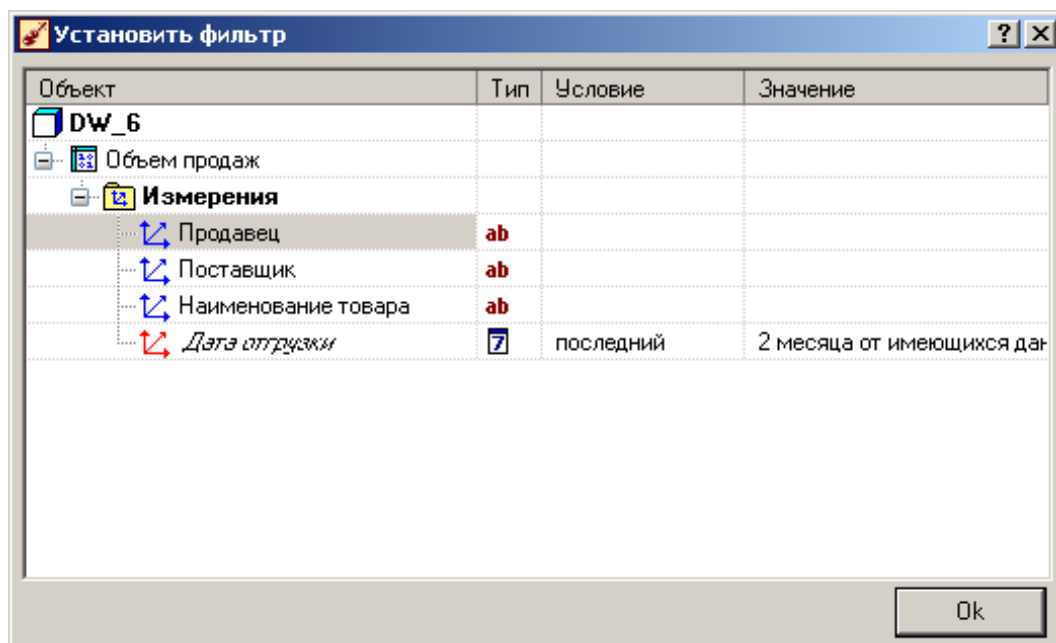 Установить фильтр
Объект Тип Условие Значение
DW_6
Объем продаж
Измерения
Продавец ab
Поставщик ab
Наименование товара ab
Дата отгрузки 7 последний 2 месяца от имеющихся дан
Ok